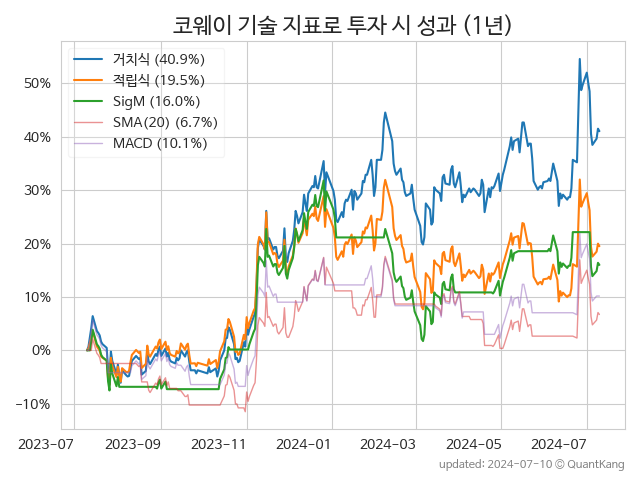 코웨이 기술 지표로 투자 시 성과 (1년)
거치식 (40.9%)
적립식 (19.5%)
SigM (16.0%)
SMA(20) (6.7%)
MACD (10.1%)
50%
40%
30%
20%
10%
0%
−10%
2023-07 2023-09 2023-11 2024-01 2024-03 2024-05 2024-07
updated: 2024-07-10 © QuantKang